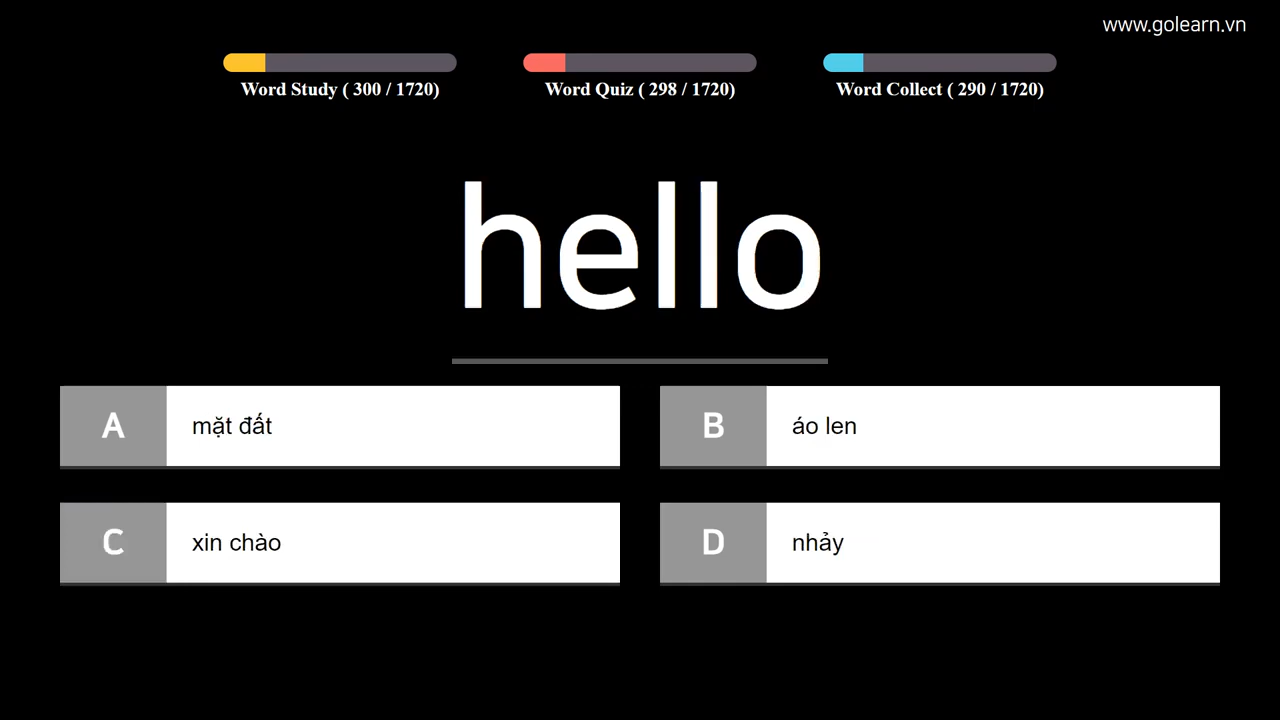 www.golearn.vn
Word Study ( 300 / 1720)
Word Quiz ( 298 / 1720)
Word Collect ( 290 / 1720)
hello
A mặt đất
B áo len
C xin chào
D nhảy